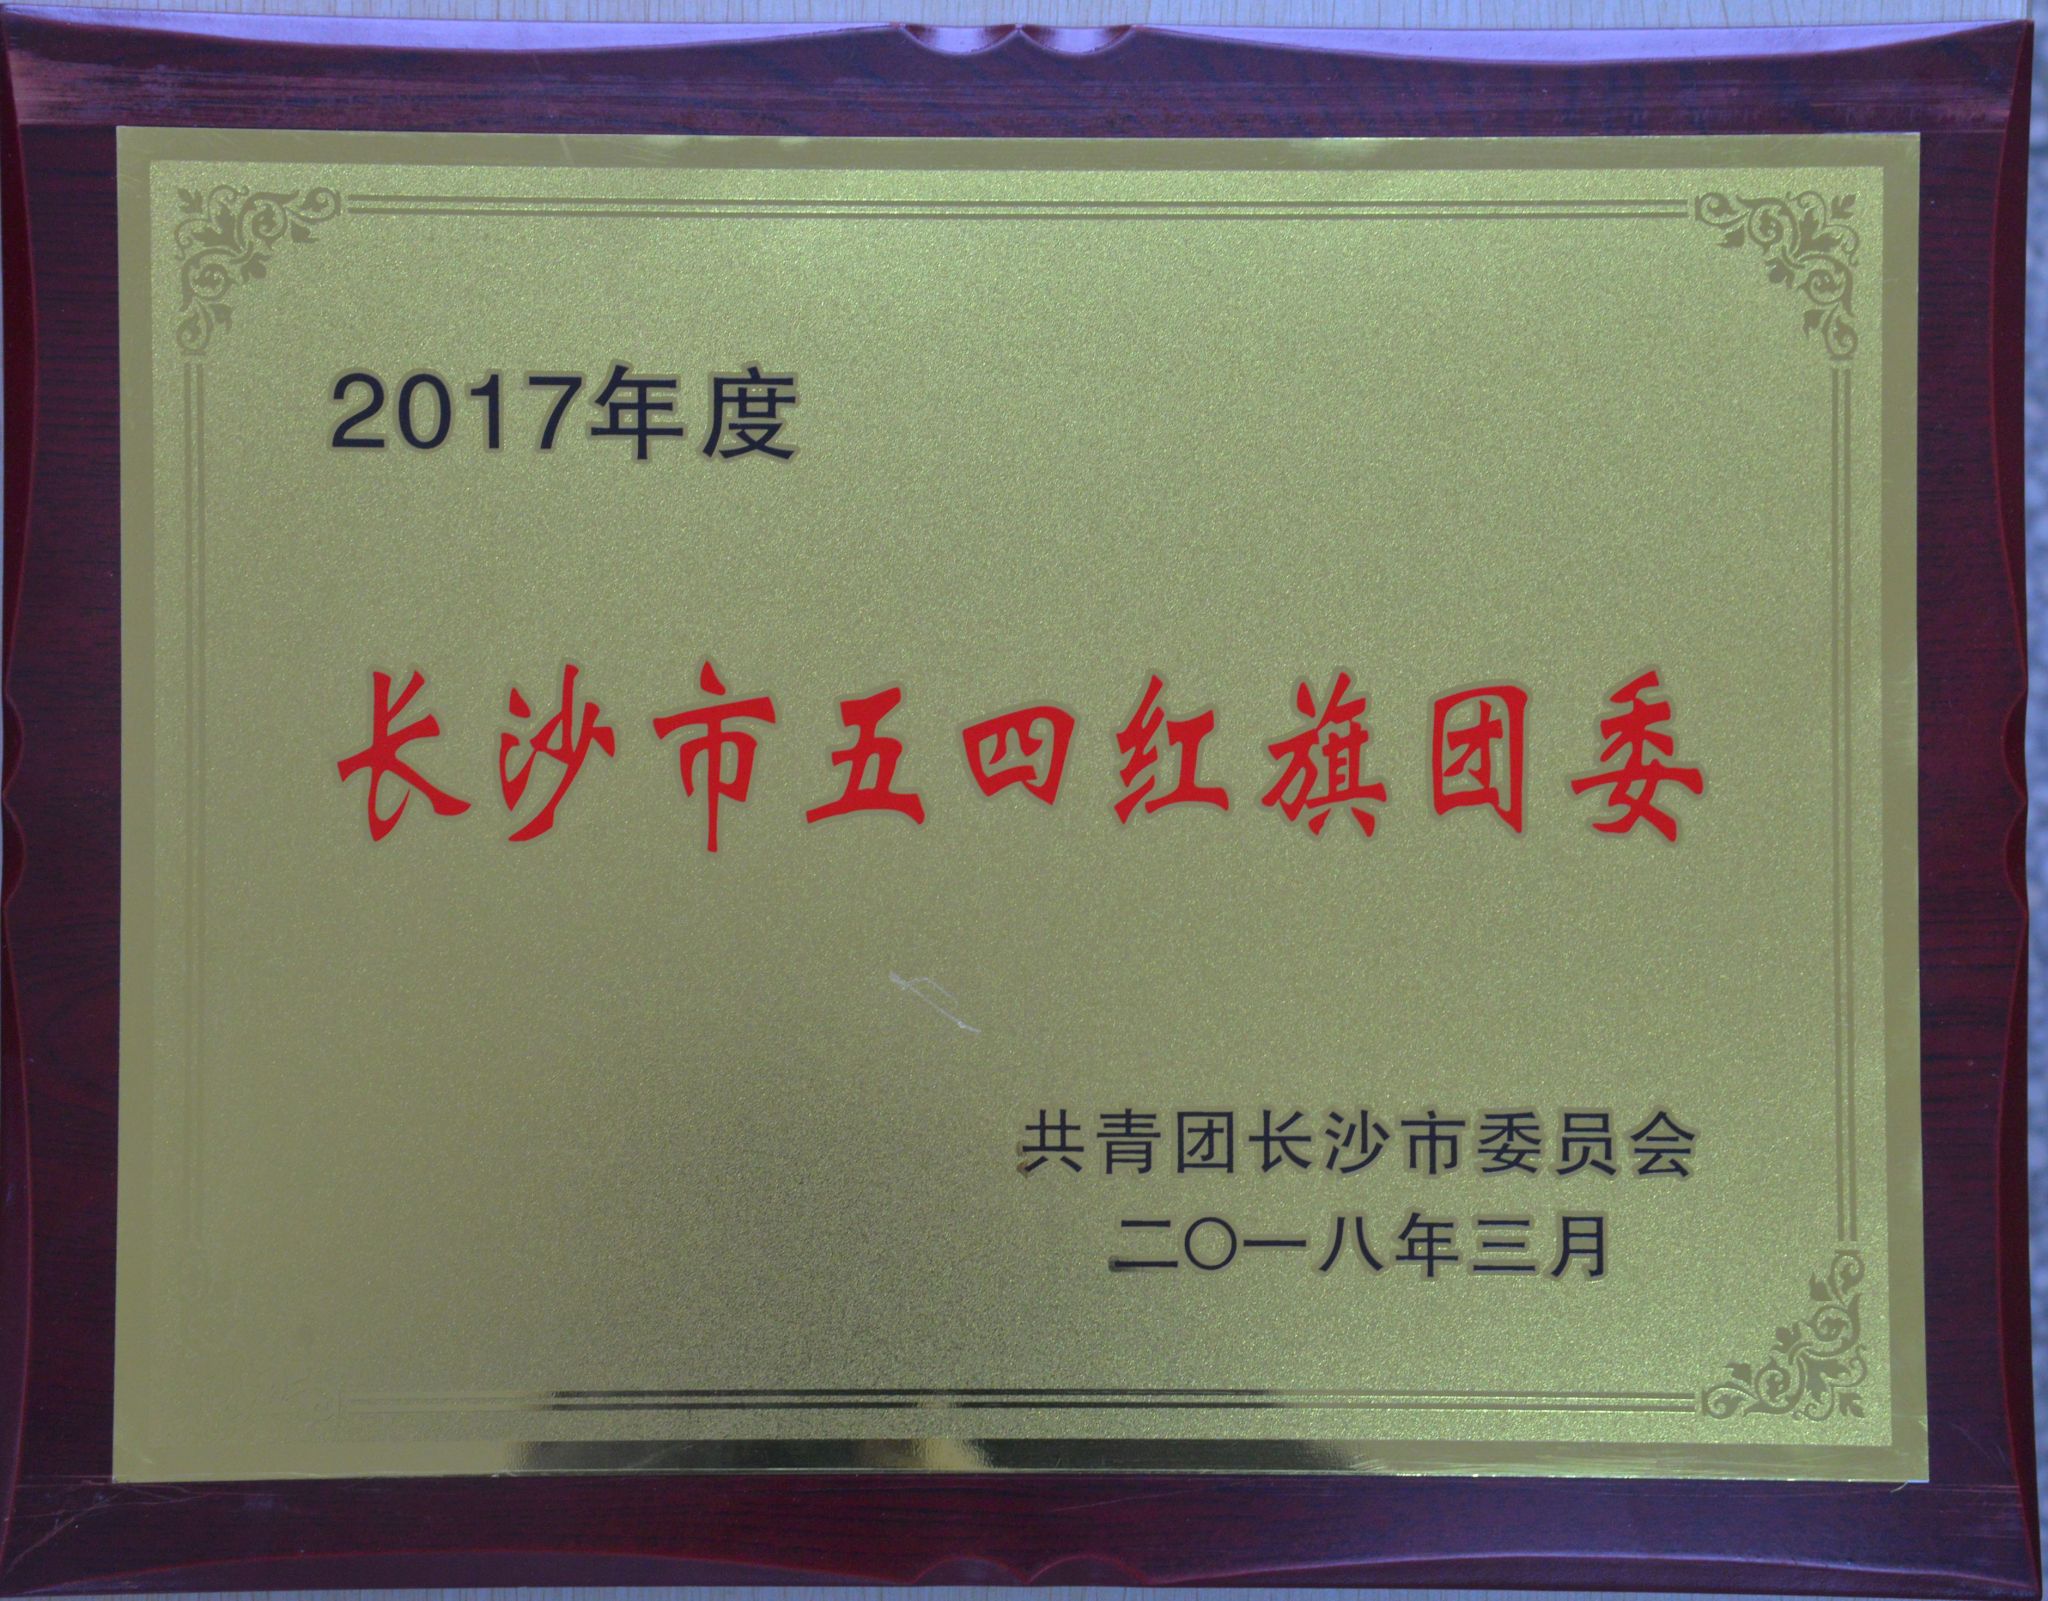 2017年度
长沙市五四红旗团委
共青团长沙市委员会
二〇一八年三月